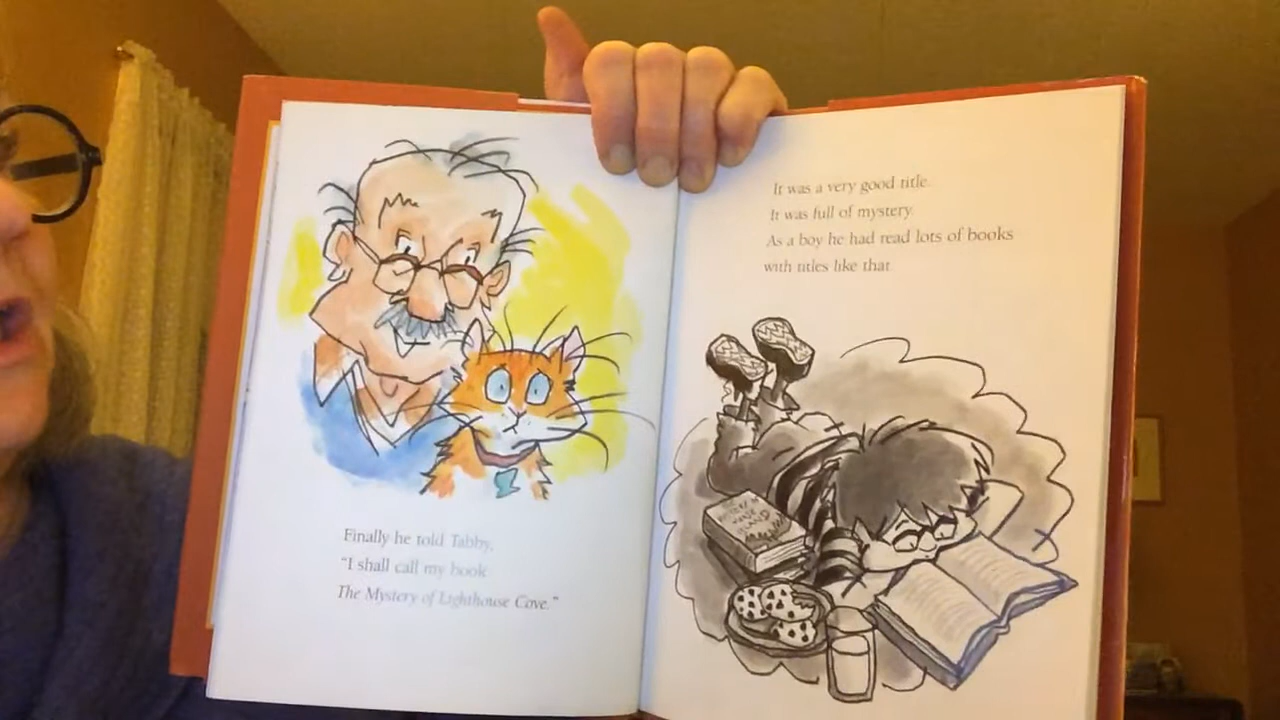 Finally he told Tabby,
"I shall call my book
The Mystery of Lighthouse Cove."
It was a very good title.
It was full of mystery.
As a boy he had read lots of books
with titles like that.
ISLAND